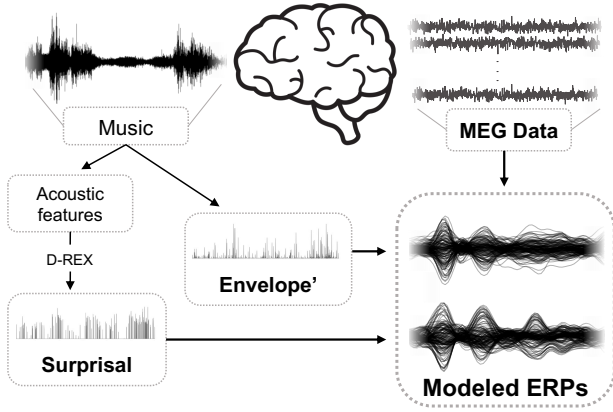 Music
MEG Data
Acoustic
features
D-REX
Envelope’
Surprisal
Modeled ERPs